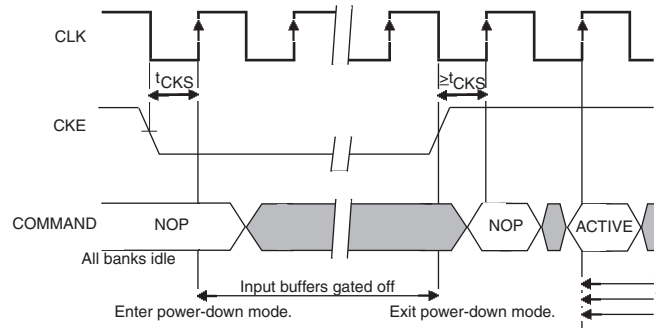 CLK
tCKS
≥tCKS
CKE
COMMAND
NOP
NOP
ACTIVE
All banks idle
Input buffers gated off
Enter power-down mode.
Exit power-down mode.